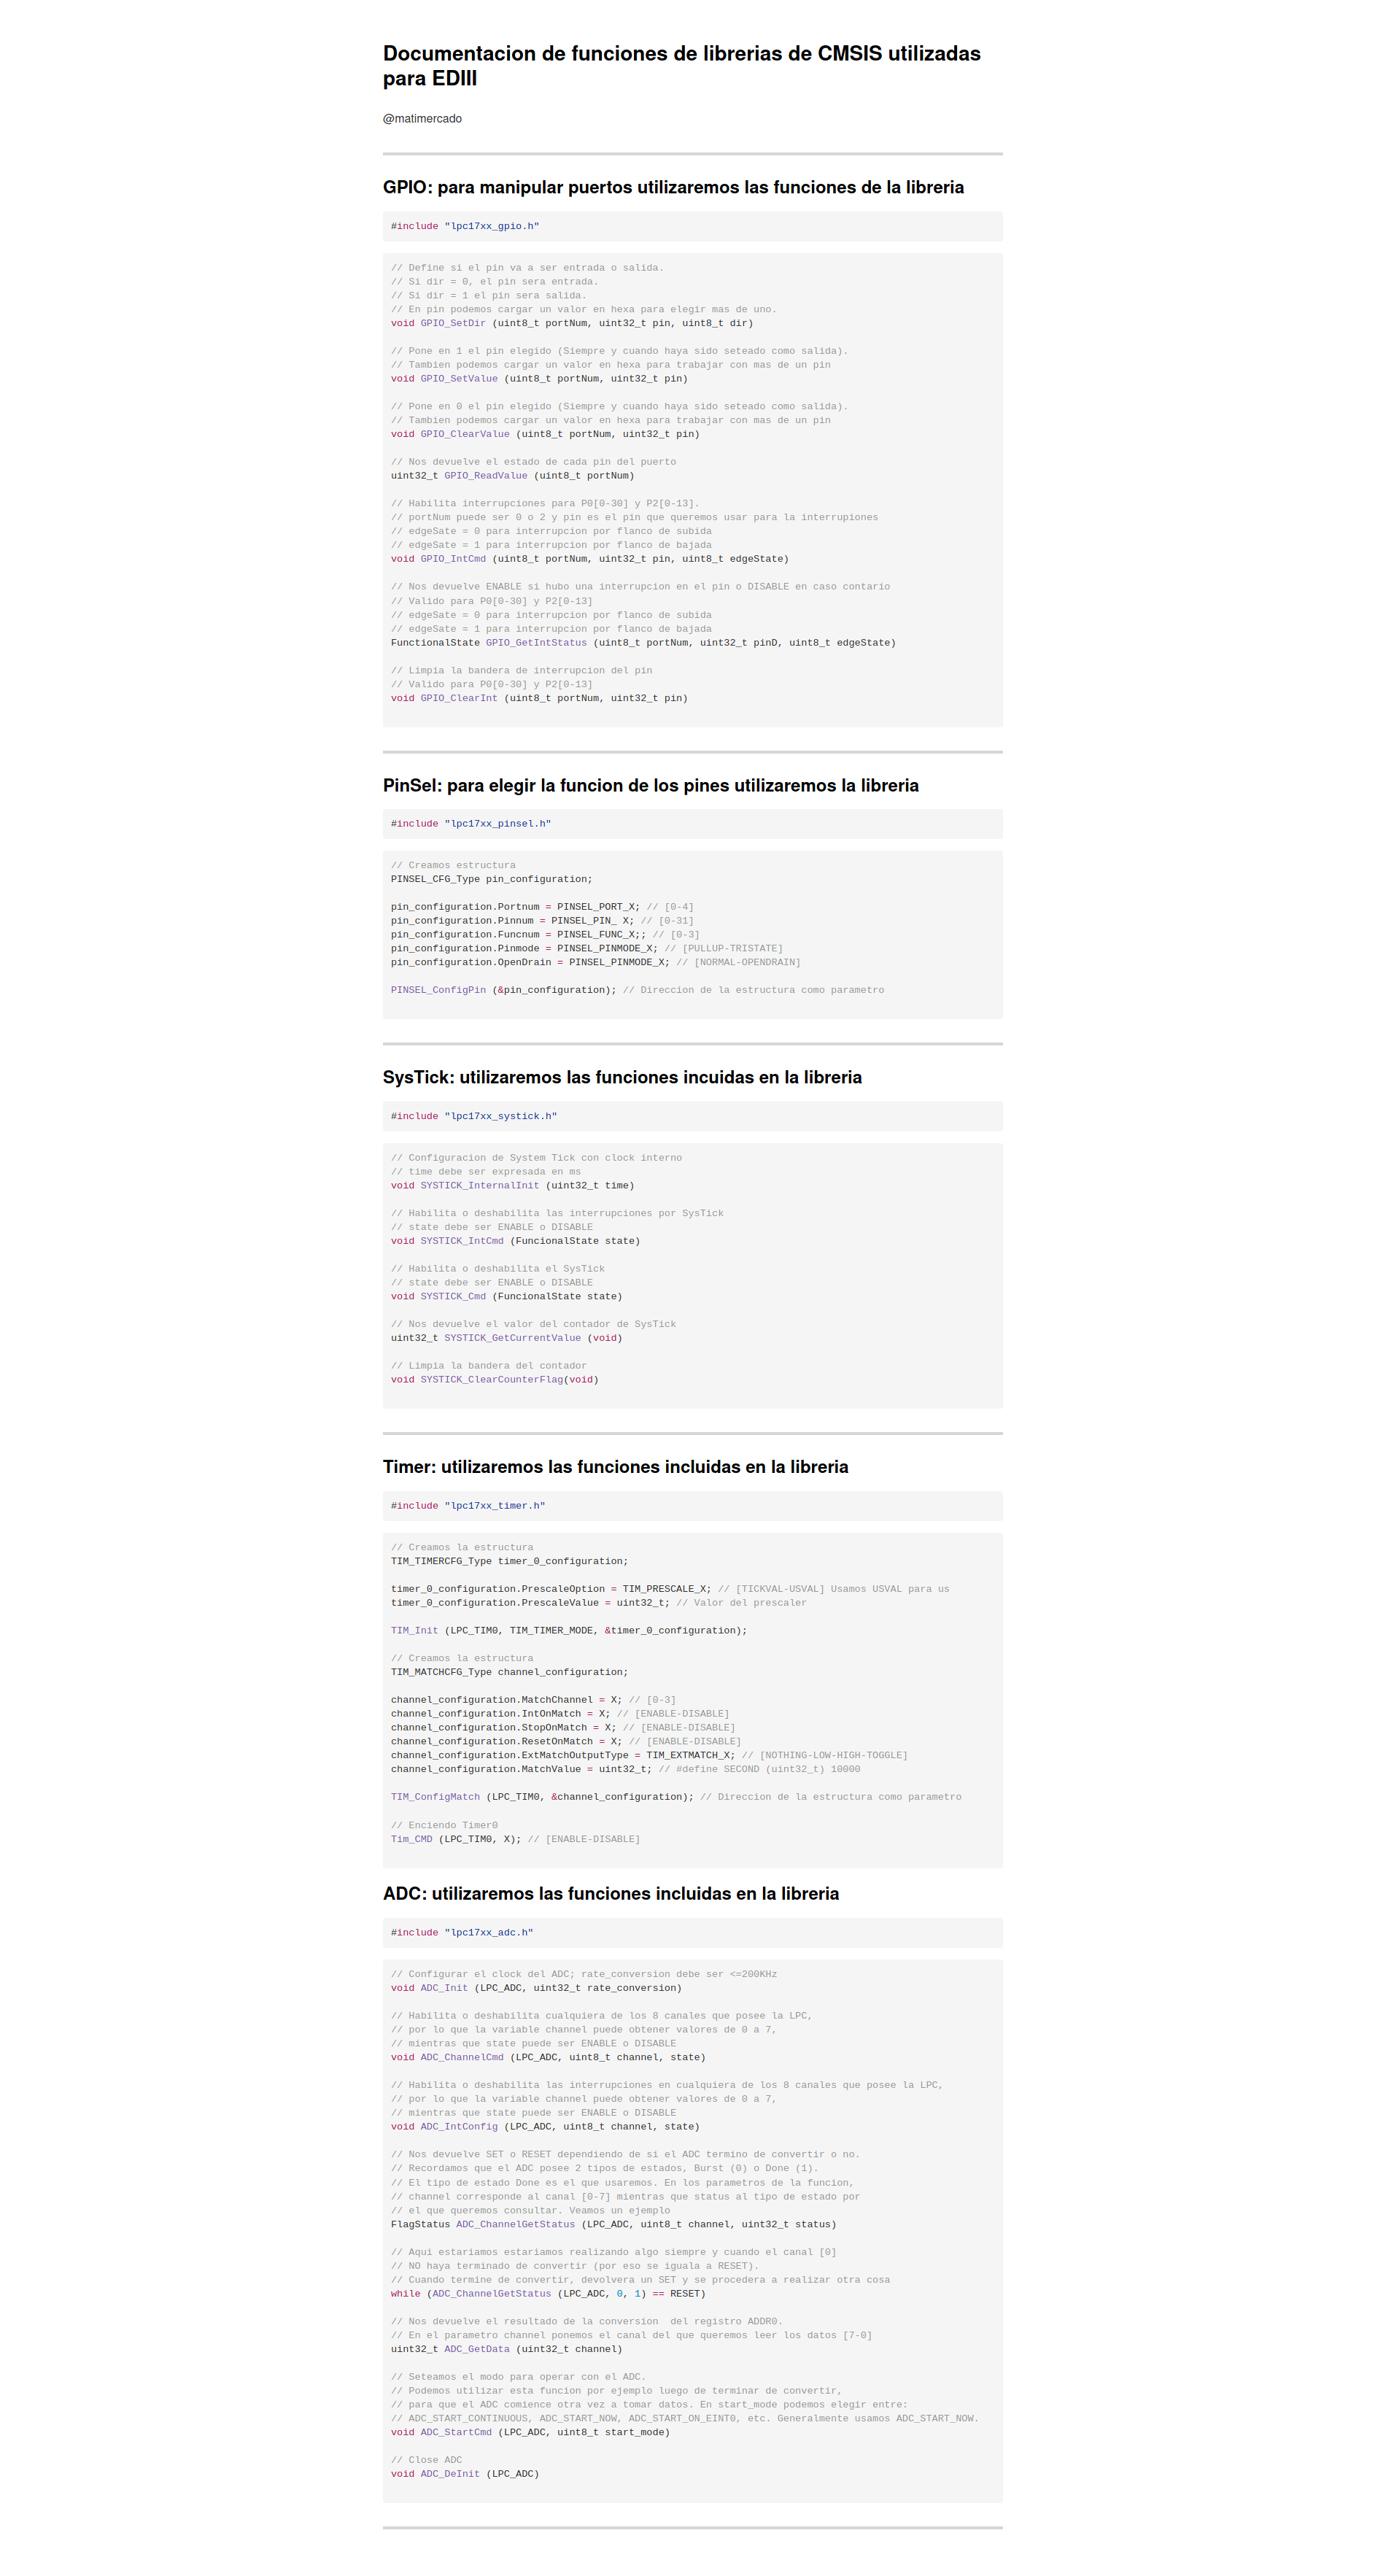 Documentacion de funciones de librerias de CMSIS utilizadas
para EDIII
@matimercado
GPIO: para manipular puertos utilizaremos las funciones de la libreria
#include "lpc17xx_gpio.h"
// Define si el pin va a ser entrada o salida.
// Si dir = 0, el pin sera entrada.
// Si dir = 1 el pin sera salida.
// En pin podemos cargar un valor en hexa para elegir mas de uno.
void GPIO_SetDir (uint8_t portNum, uint32_t pin, uint8_t dir)
// Pone en 1 el pin elegido (Siempre y cuando haya sido seteado como salida).
// Tambien podemos cargar un valor en hexa para trabajar con mas de un pin
void GPIO_SetValue (uint8_t portNum, uint32_t pin)
// Pone en 0 el pin elegido (Siempre y cuando haya sido seteado como salida).
// Tambien podemos cargar un valor en hexa para trabajar con mas de un pin
void GPIO_ClearValue (uint8_t portNum, uint32_t pin)
// Nos devuelve el estado de cada pin del puerto
uint32_t GPIO_ReadValue (uint8_t portNum)
// Habilita interrupciones para P0[0-30] y P2[0-13].
// portNum puede ser 0 o 2 y pin es el pin que queremos usar para la interrupiones
// edgeSate = 0 para interrupcion por flanco de subida
// edgeSate = 1 para interrupcion por flanco de bajada
void GPIO_IntCmd (uint8_t portNum, uint32_t pin, uint8_t edgeState)
// Nos devuelve ENABLE si hubo una interrupcion en el pin o DISABLE en caso contario
// Valido para P0[0-30] y P2[0-13]
// edgeSate = 0 para interrupcion por flanco de subida
// edgeSate = 1 para interrupcion por flanco de bajada
FunctionalState GPIO_GetIntStatus (uint8_t portNum, uint32_t pinD, uint8_t edgeState)
// Limpia la bandera de interrupcion del pin
// Valido para P0[0-30] y P2[0-13]
void GPIO_ClearInt (uint8_t portNum, uint32_t pin)
PinSel: para elegir la funcion de los pines utilizaremos la libreria
#include "lpc17xx_pinsel.h"
// Creamos estructura
PINSEL_CFG_Type pin_configuration;
pin_configuration.Portnum = PINSEL_PORT_X; // [0-4]
pin_configuration.Pinnum = PINSEL_PIN_ X; // [0-31]
pin_configuration.Funcnum = PINSEL_FUNC_X;; // [0-3]
pin_configuration.Pinmode = PINSEL_PINMODE_X; // [PULLUP-TRISTATE]
pin_configuration.OpenDrain = PINSEL_PINMODE_X; // [NORMAL-OPENDRAIN]
PINSEL_ConfigPin (&pin_configuration); // Direccion de la estructura como parametro
SysTick: utilizaremos las funciones incuidas en la libreria
#include "lpc17xx_systick.h"
// Configuracion de System Tick con clock interno
// time debe ser expresada en ms
void SYSTICK_InternalInit (uint32_t time)
// Habilita o deshabilita las interrupciones por SysTick
// state debe ser ENABLE o DISABLE
void SYSTICK_IntCmd (FuncionalState state)
// Habilita o deshabilita el SysTick
// state debe ser ENABLE o DISABLE
void SYSTICK_Cmd (FuncionalState state)
// Nos devuelve el valor del contador de SysTick
uint32_t SYSTICK_GetCurrentValue (void)
// Limpia la bandera del contador
void SYSTICK_ClearCounterFlag(void)
Timer: utilizaremos las funciones incluidas en la libreria
#include "lpc17xx_timer.h"
// Creamos la estructura
TIM_TIMERCFG_Type timer_0_configuration;
timer_0_configuration.PrescaleOption = TIM_PRESCALE_X; // [TICKVAL-USVAL] Usamos USVAL para us
timer_0_configuration.PrescaleValue = uint32_t; // Valor del prescaler
TIM_Init (LPC_TIM0, TIM_TIMER_MODE, &timer_0_configuration);
// Creamos la estructura
TIM_MATCHCFG_Type channel_configuration;
channel_configuration.MatchChannel = X; // [0-3]
channel_configuration.IntOnMatch = X; // [ENABLE-DISABLE]
channel_configuration.StopOnMatch = X; // [ENABLE-DISABLE]
channel_configuration.ResetOnMatch = X; // [ENABLE-DISABLE]
channel_configuration.ExtMatchOutputType = TIM_EXTMATCH_X; // [NOTHING-LOW-HIGH-TOGGLE]
channel_configuration.MatchValue = uint32_t; // #define SECOND (uint32_t) 10000
TIM_ConfigMatch (LPC_TIM0, &channel_configuration); // Direccion de la estructura como parametro
// Enciendo Timer0
Tim_CMD (LPC_TIM0, X); // [ENABLE-DISABLE]
ADC: utilizaremos las funciones incluidas en la libreria
#include "lpc17xx_adc.h"
// Configurar el clock del ADC; rate_conversion debe ser <=200KHz
void ADC_Init (LPC_ADC, uint32_t rate_conversion)
// Habilita o deshabilita cualquiera de los 8 canales que posee la LPC,
// por lo que la variable channel puede obtener valores de 0 a 7,
// mientras que state puede ser ENABLE o DISABLE
void ADC_ChannelCmd (LPC_ADC, uint8_t channel, state)
// Habilita o deshabilita las interrupciones en cualquiera de los 8 canales que posee la LPC,
// por lo que la variable channel puede obtener valores de 0 a 7,
// mientras que state puede ser ENABLE o DISABLE
void ADC_IntConfig (LPC_ADC, uint8_t channel, state)
// Nos devuelve SET o RESET dependiendo de si el ADC termino de convertir o no.
// Recordamos que el ADC posee 2 tipos de estados, Burst (0) o Done (1).
// El tipo de estado Done es el que usaremos. En los parametros de la funcion,
// channel corresponde al canal [0-7] mientras que status al tipo de estado por
// el que queremos consultar. Veamos un ejemplo
FlagStatus ADC_ChannelGetStatus (LPC_ADC, uint8_t channel, uint32_t status)
// Aqui estariamos estariamos realizando algo siempre y cuando el canal [0]
// NO haya terminado de convertir (por eso se iguala a RESET).
// Cuando termine de convertir, devolvera un SET y se procedera a realizar otra cosa
while (ADC_ChannelGetStatus (LPC_ADC, 0, 1) == RESET)
// Nos devuelve el resultado de la conversion  del registro ADDR0.
// En el parametro channel ponemos el canal del que queremos leer los datos [7-0]
uint32_t ADC_GetData (uint32_t channel)
// Seteamos el modo para operar con el ADC.
// Podemos utilizar esta funcion por ejemplo luego de terminar de convertir,
// para que el ADC comience otra vez a tomar datos. En start_mode podemos elegir entre:
// ADC_START_CONTINUOUS, ADC_START_NOW, ADC_START_ON_EINT0, etc. Generalmente usamos ADC_START_NOW.
void ADC_StartCmd (LPC_ADC, uint8_t start_mode)
// Close ADC
void ADC_DeInit (LPC_ADC)